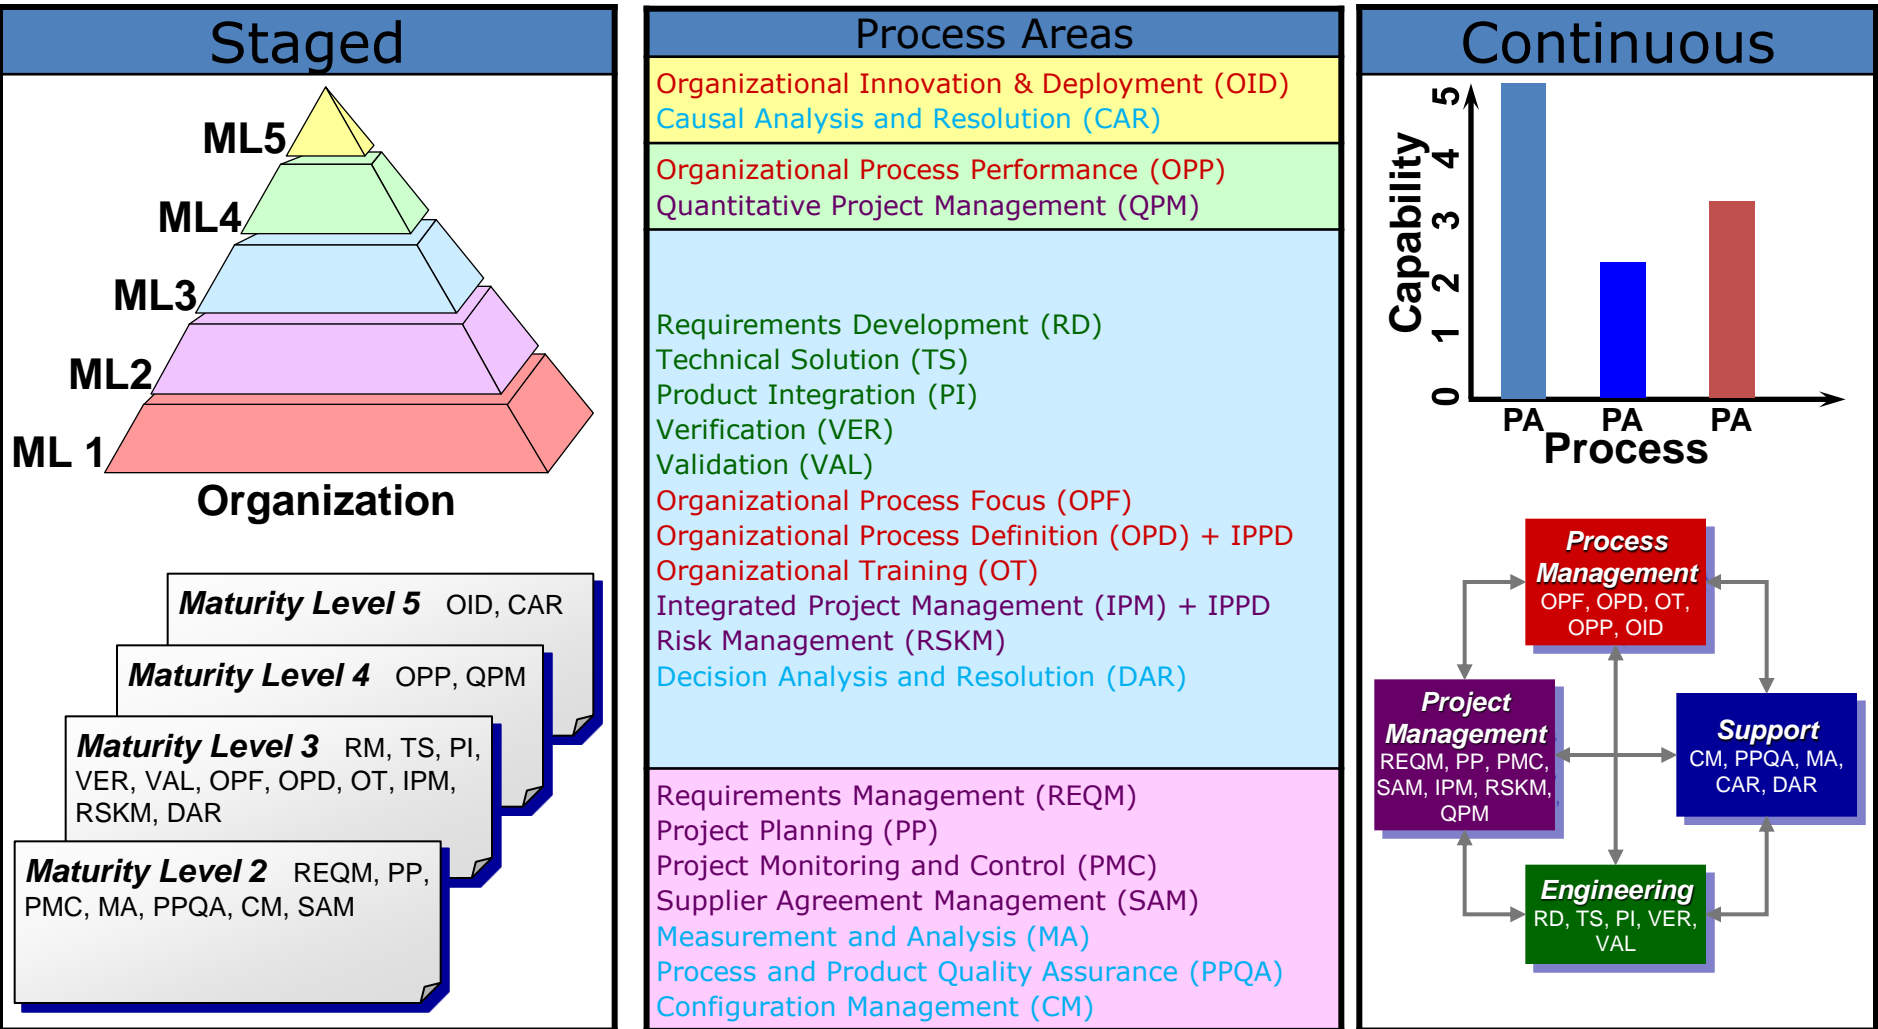 Staged
ML5
ML4
ML3
ML2
ML 1
Organization
Maturity Level 5 OID, CAR
Maturity Level 4 OPP, QPM
Maturity Level 3 RM, TS, PI,
VER, VAL, OPF, OPD, OT, IPM,
RSKM, DAR
Maturity Level 2 REQM, PP,
PMC, MA, PPQA, CM, SAM
Process Areas
Organizational Innovation & Deployment (OID)
Causal Analysis and Resolution (CAR)
Organizational Process Performance (OPP)
Quantitative Project Management (QPM)
Requirements Development (RD)
Technical Solution (TS)
Product Integration (PI)
Verification (VER)
Validation (VAL)
Organizational Process Focus (OPF)
Organizational Process Definition (OPD) + IPPD
Organizational Training (OT)
Integrated Project Management (IPM) + IPPD
Risk Management (RSKM)
Decision Analysis and Resolution (DAR)
Requirements Management (REQM)
Project Planning (PP)
Project Monitoring and Control (PMC)
Supplier Agreement Management (SAM)
Measurement and Analysis (MA)
Process and Product Quality Assurance (PPQA)
Configuration Management (CM)
Continuous
Capability
5
4
3
2
1
0
PA PA PA
Process
Process
Management
OPF, OPD, OT,
OPP, OID
Project
Management
REQM, PP, PMC,
SAM, IPM, RSKM,
QPM
Support
CM, PPQA, MA,
CAR, DAR
Engineering
RD, TS, PI, VER,
VAL